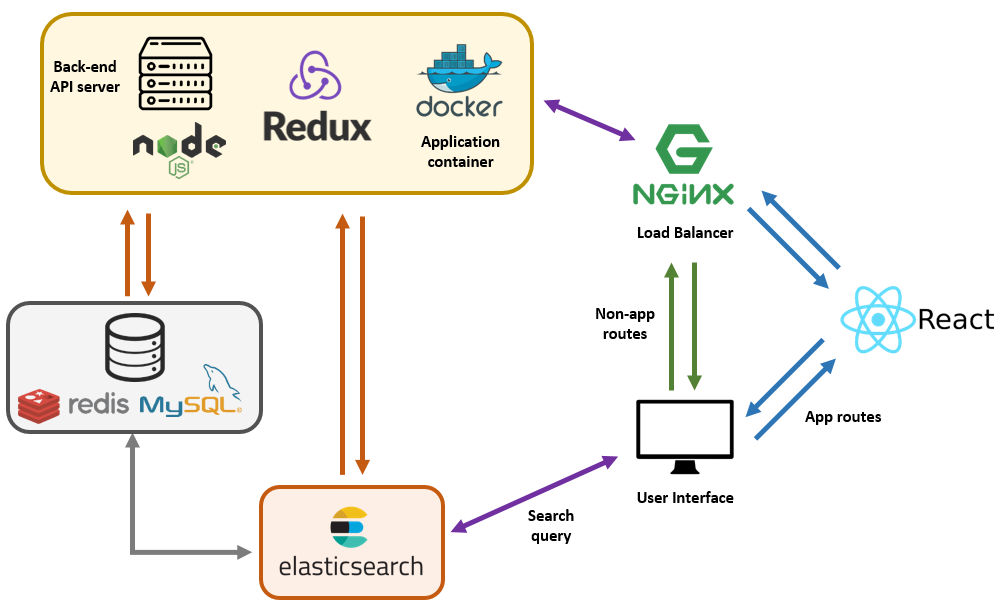 Back-end
API server
node
JS
Redux
docker
Application
container
NGiNX
Load Balancer
Non-app
routes
React
App routes
redis
MySQL
User Interface
Search
query
elasticsearch